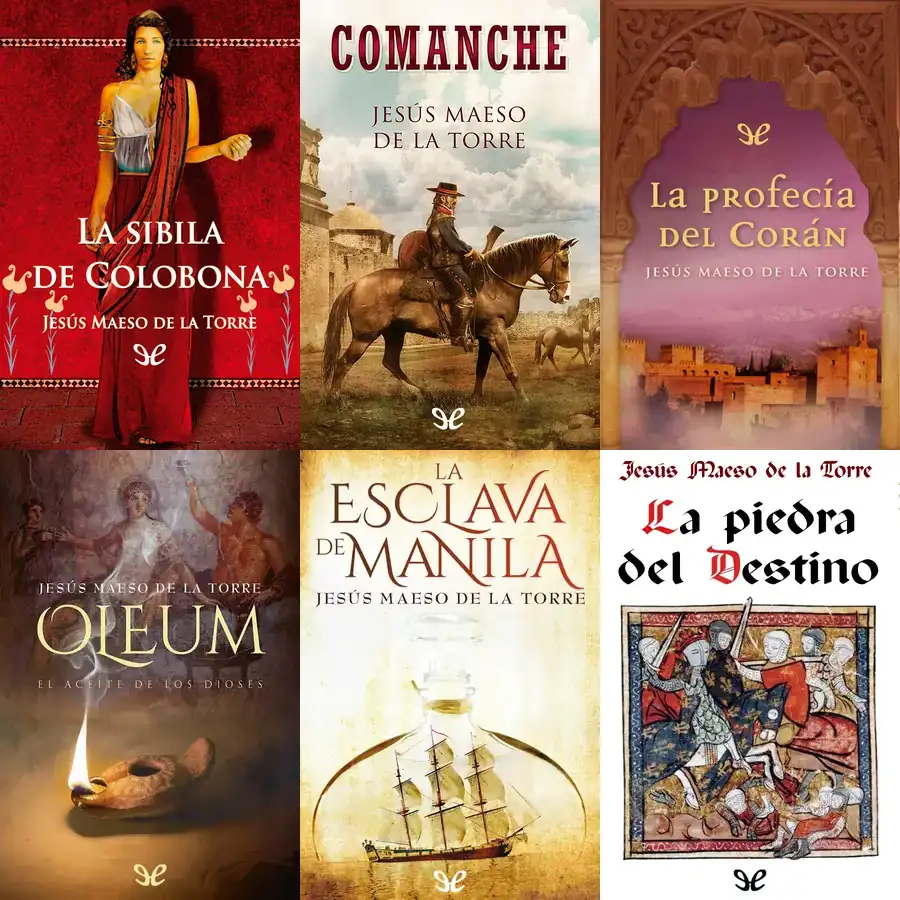 LA SIBILA
DE COLOBONA
JESÚS MAESO DE LA TORRE
COMANCHE
JESÚS MAESO
DE LA TORRE
La profecía
del Corán
JESÚS MAESO DE LA TORRE
JESÚS MAESO DE LA TORRE
OLEUM
EL ACEITE DE LOS DIOSES
LA
ESCLAVA
DE MANILA
JESÚS MAESO DE LA TORRE
Jesús Maeso de la Torre
La piedra
del Destino